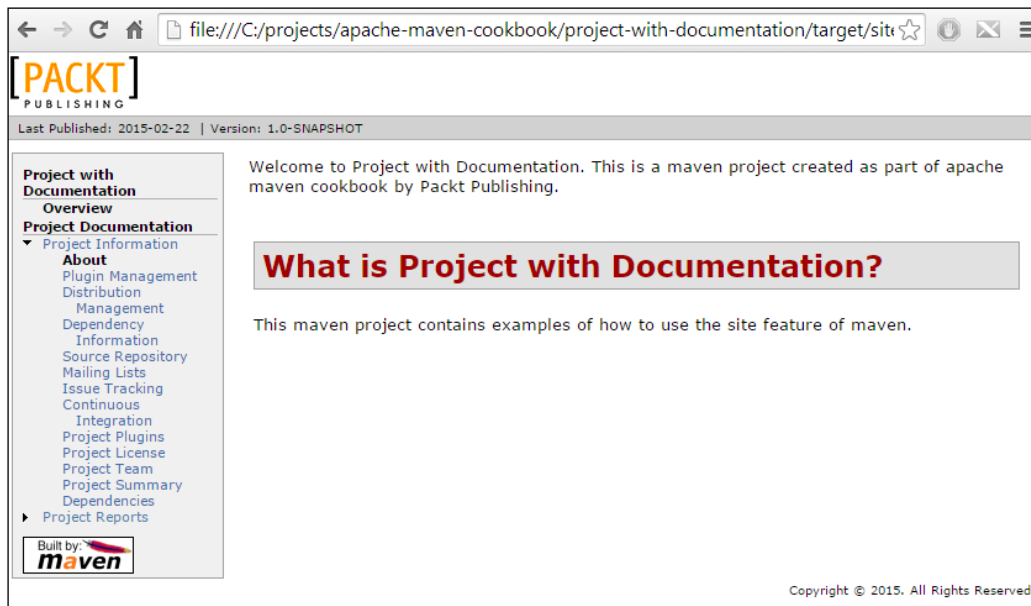 file:///C:/projects/apache-maven-cookbook/project-with-documentation/target/site
[PACKT]
PUBLISHING
Last Published: 2015-02-22 | Version: 1.0-SNAPSHOT
Project with
Documentation
Overview
Project Documentation
Project Information
About
Plugin Management
Distribution
Management
Dependency
Information
Source Repository
Mailing Lists
Issue Tracking
Continuous
Integration
Project Plugins
Project License
Project Team
Project Summary
Dependencies
Project Reports
Built by:
maven
Welcome to Project with Documentation. This is a maven project created as part of apache
maven cookbook by Packt Publishing.
What is Project with Documentation?
This maven project contains examples of how to use the site feature of maven.
Copyright © 2015. All Rights Reserved